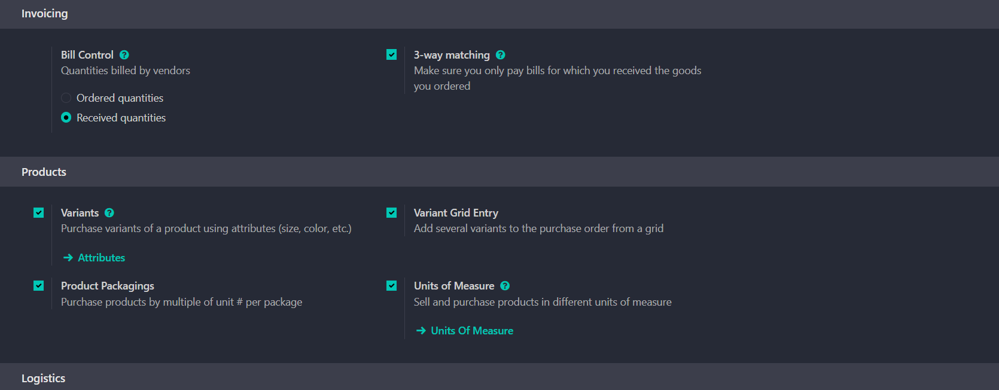 Invoicing
Bill Control
Quantities billed by vendors
Ordered quantities
Received quantities
3-way matching
Make sure you only pay bills for which you received the goods
you ordered
Products
Variants
Purchase variants of a product using attributes (size, color, etc.)
Attributes
Variant Grid Entry
Add several variants to the purchase order from a grid
Product Packagings
Purchase products by multiple of unit # per package
Units of Measure
Sell and purchase products in different units of measure
Units Of Measure
Logistics